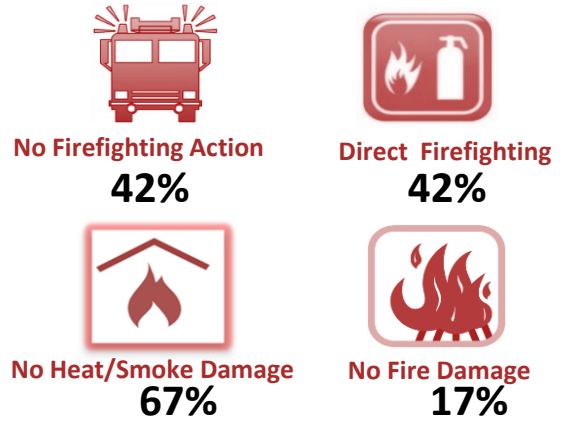 No Firefighting Action
42%
Direct Firefighting
42%
No Heat/Smoke Damage
67%
No Fire Damage
17%